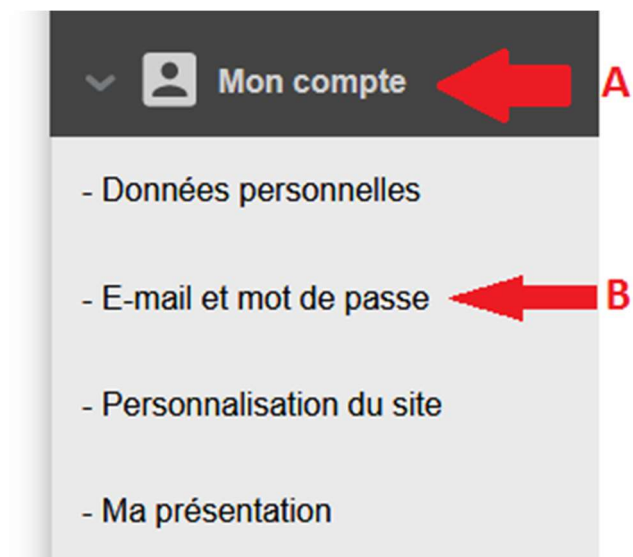 Mon compte A
- Données personnelles
- E-mail et mot de passe B
- Personnalisation du site
- Ma présentation